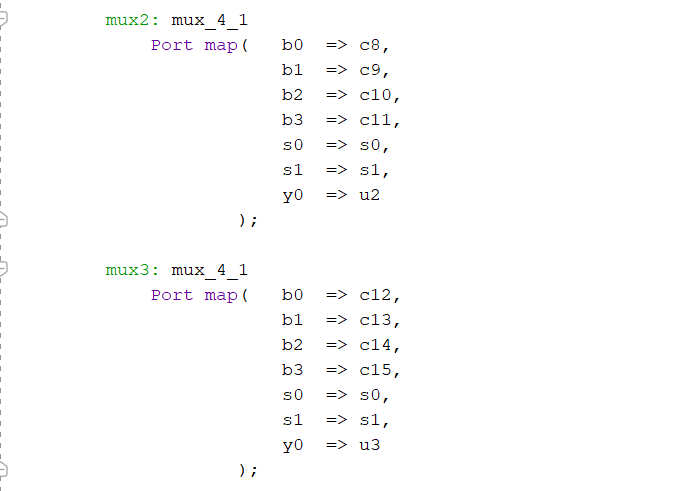 mux2: mux_4_1
Port map( b0 => c8,
b1 => c9,
b2 => c10,
b3 => c11,
s0 => s0,
s1 => s1,
y0 => u2
);
mux3: mux_4_1
Port map( b0 => c12,
b1 => c13,
b2 => c14,
b3 => c15,
s0 => s0,
s1 => s1,
y0 => u3
);